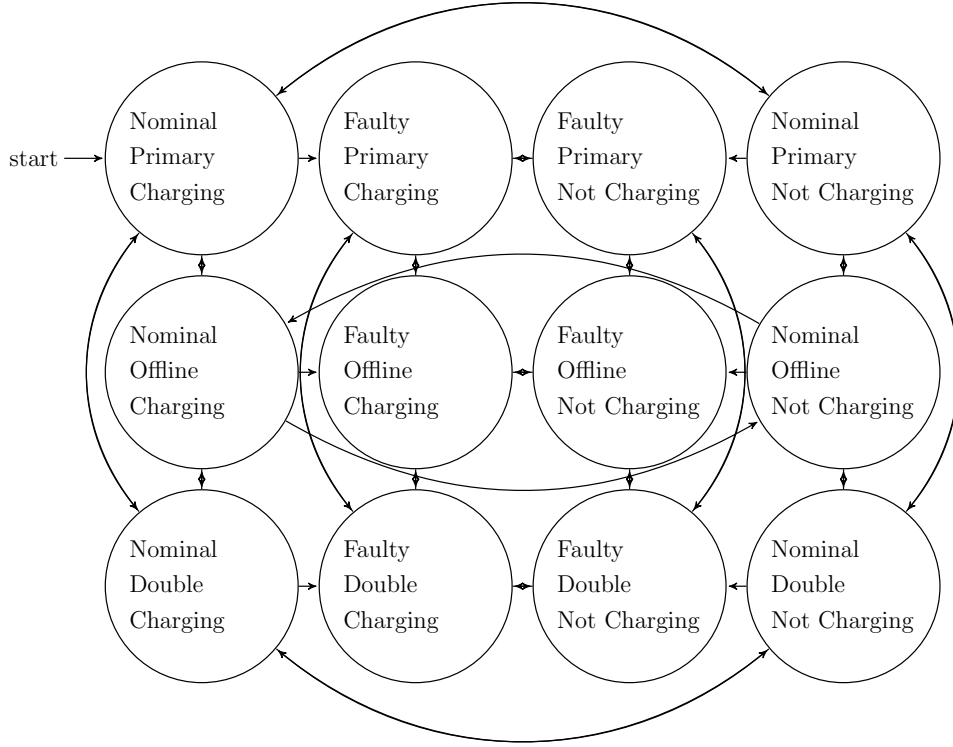 start
Nominal
Primary
Charging
Faulty
Primary
Charging
Faulty
Primary
Not Charging
Nominal
Primary
Not Charging
Nominal
Offline
Charging
Faulty
Offline
Charging
Faulty
Offline
Not Charging
Nominal
Offline
Not Charging
Nominal
Double
Charging
Faulty
Double
Charging
Faulty
Double
Not Charging
Nominal
Double
Not Charging